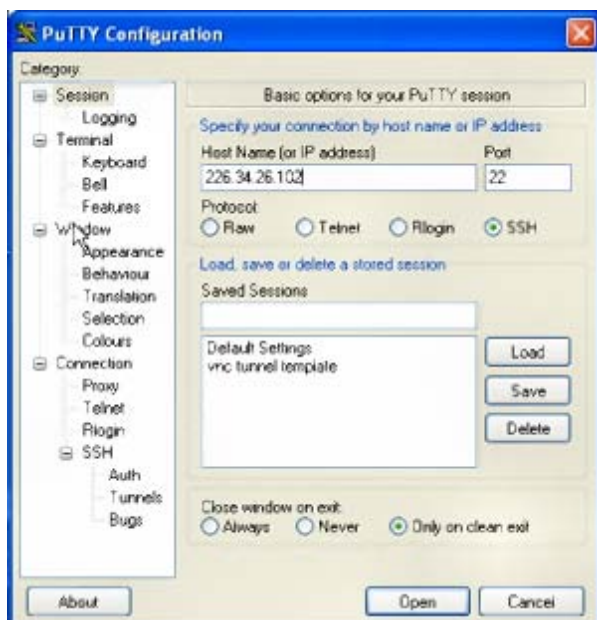 PuTTY Configuration
Category:
Session
Logging
Terminal
Keyboard
Bell
Features
Window
Appearance
Behaviour
Translation
Selection
Colours
Connection
Proxy
Telnet
Rlogin
SSH
Auth
Tunnels
Bugs
Basic options for your PuTTY session
Specify your connection by host name or IP address
Host Name (or IP address) Port
226.34.26.102 22
Protocol:
Raw Telnet Rlogin SSH
Load, save or delete a stored session
Saved Sessions
Default Settings
vnc tunnel template
Load
Save
Delete
Close window on exit:
Always Never Only on clean exit
About Open Cancel